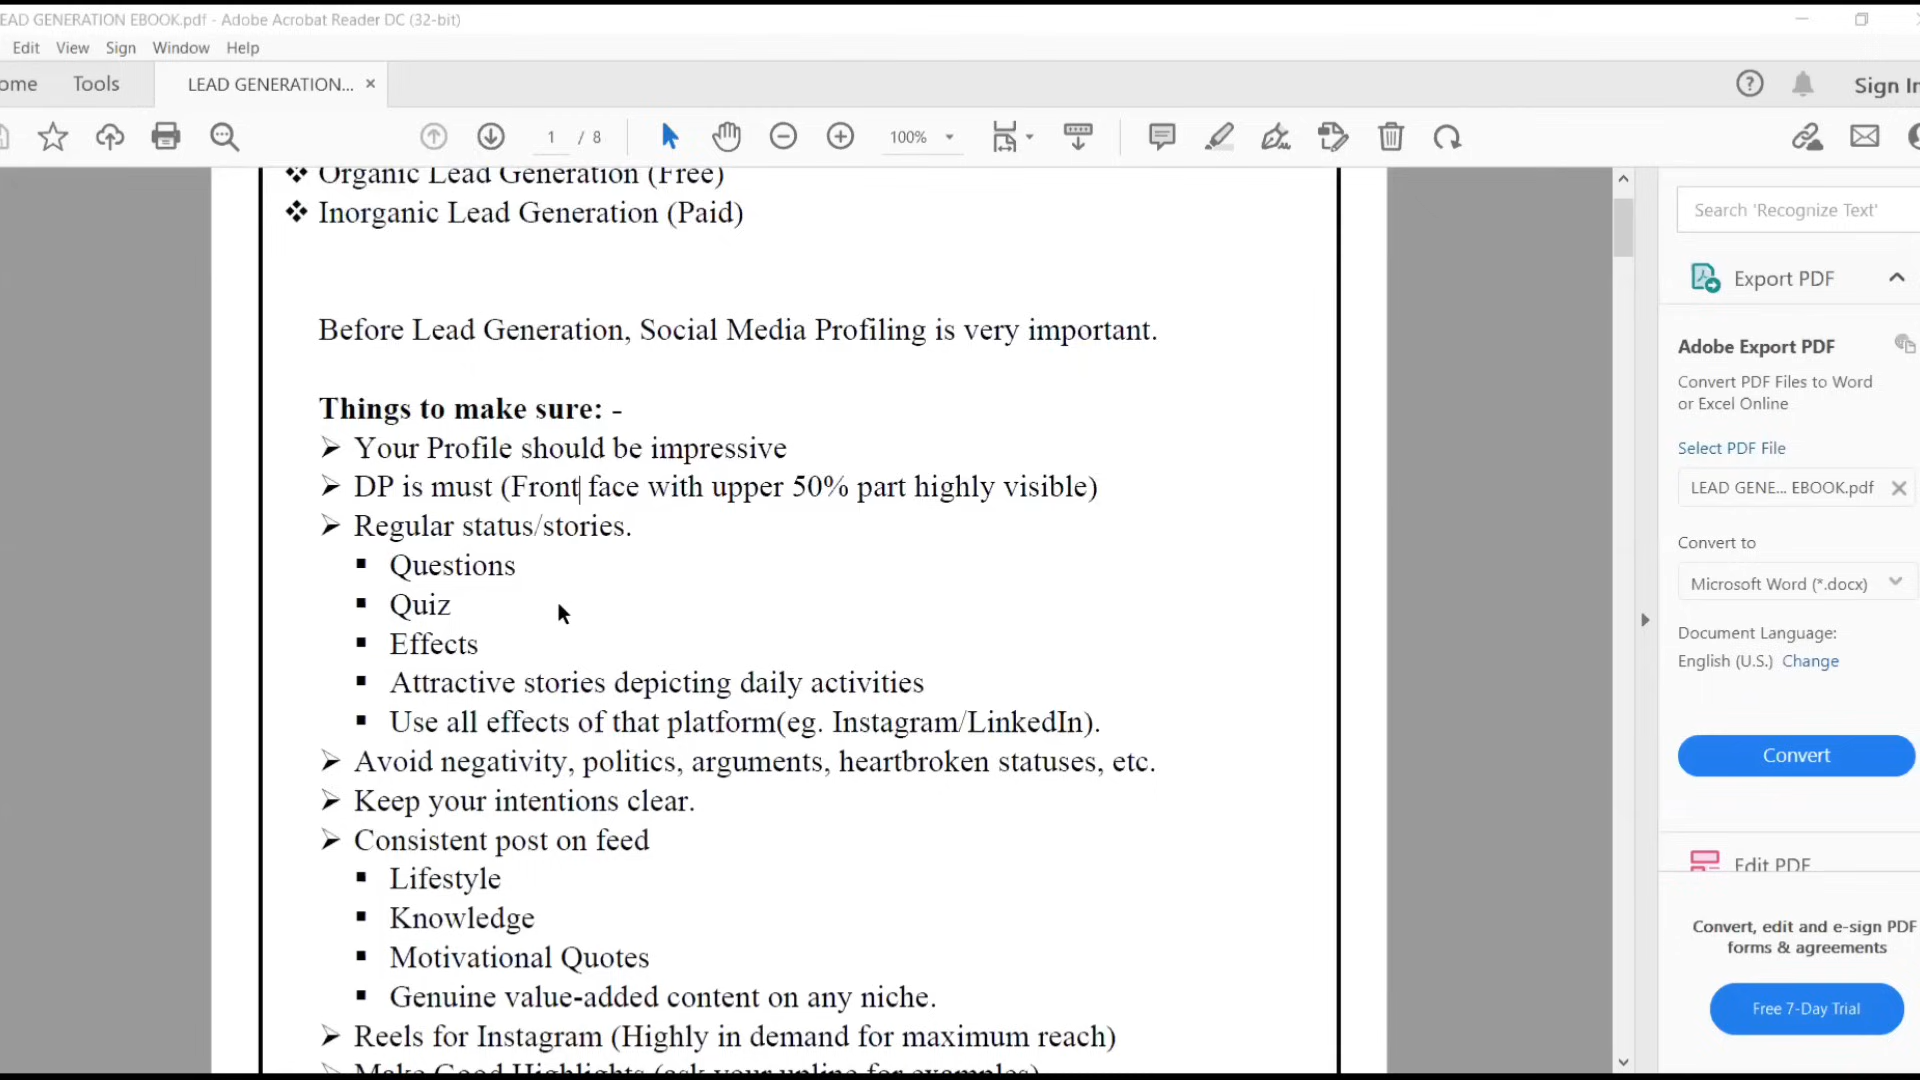 EAD GENERATION EBOOK.pdf - Adobe Acrobat Reader DC (32-bit)
Edit View Sign Window Help
ome Tools LEAD GENERATION... × Sign In
1 / 8 100%
❖ Organic Lead Generation (Free)
❖ Inorganic Lead Generation (Paid)
Before Lead Generation, Social Media Profiling is very important.
Things to make sure: -
➢ Your Profile should be impressive
➢ DP is must (Front face with upper 50% part highly visible)
➢ Regular status/stories.
▪ Questions
▪ Quiz
▪ Effects
▪ Attractive stories depicting daily activities
▪ Use all effects of that platform(eg. Instagram/LinkedIn).
➢ Avoid negativity, politics, arguments, heartbroken statuses, etc.
➢ Keep your intentions clear.
➢ Consistent post on feed
▪ Lifestyle
▪ Knowledge
▪ Motivational Quotes
▪ Genuine value-added content on any niche.
➢ Reels for Instagram (Highly in demand for maximum reach)
➢ Make Good Highlights (ask your upline for examples)
Search 'Recognize Text'
Export PDF
Adobe Export PDF
Convert PDF Files to Word
or Excel Online
Select PDF File
LEAD GENE... EBOOK.pdf
Convert to
Microsoft Word (*.docx)
Document Language:
English (U.S.) Change
Convert
Edit PDF
Convert, edit and e-sign PDF
forms & agreements
Free 7-Day Trial